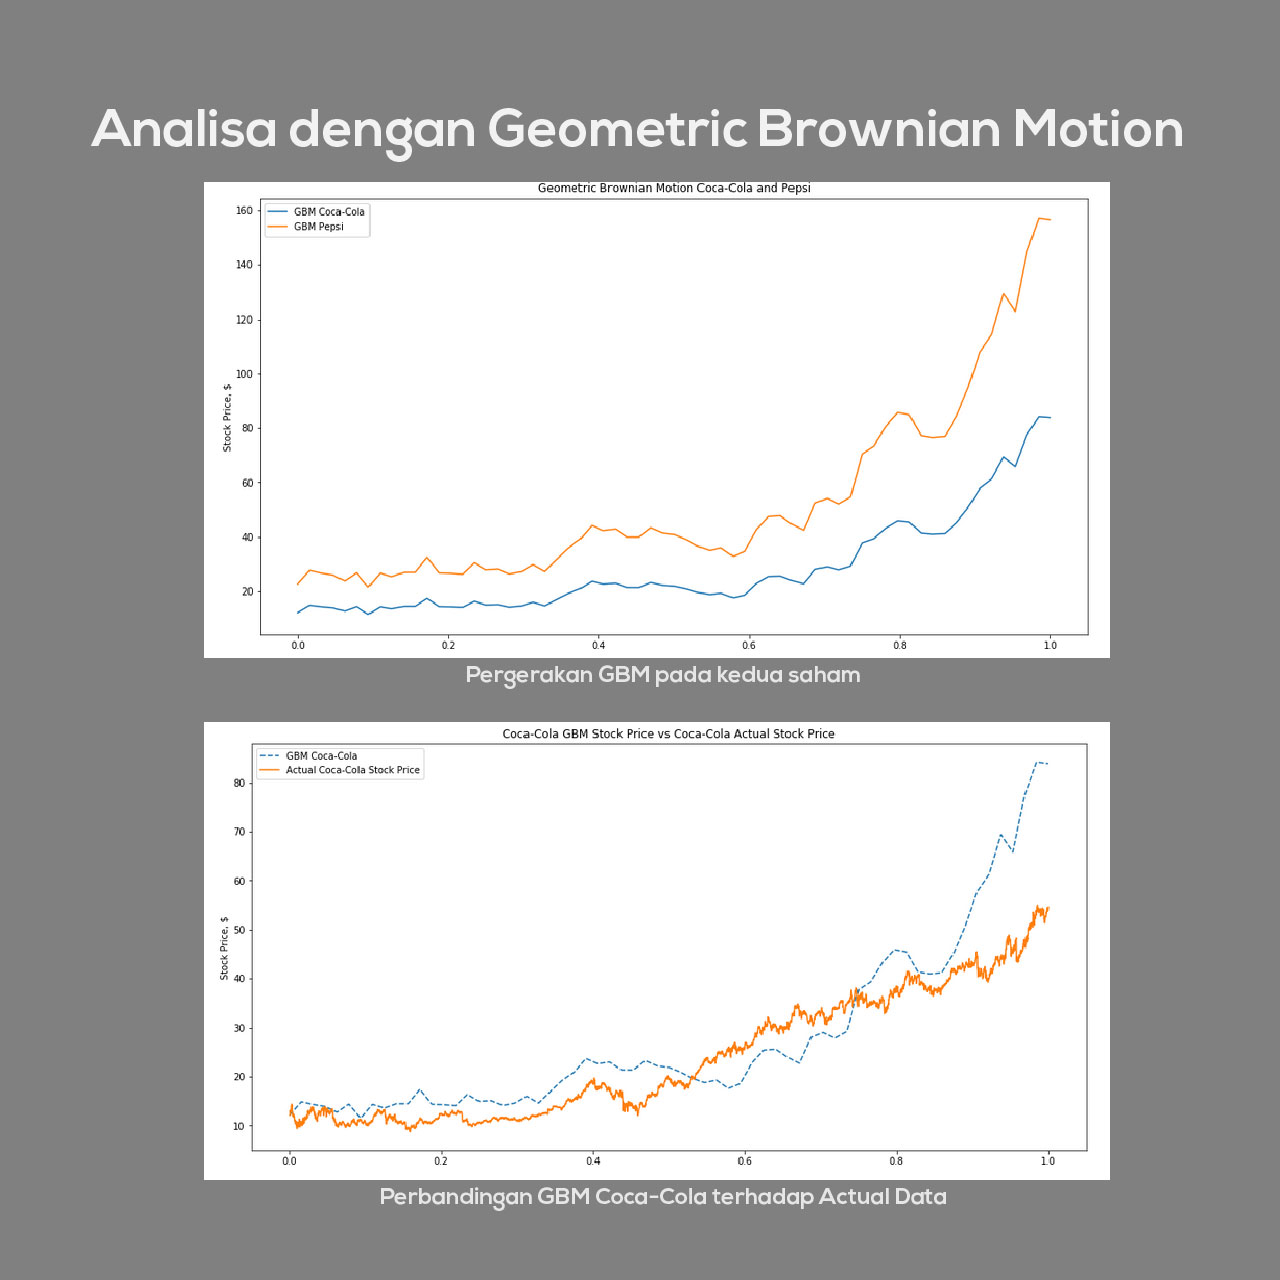 Analisa dengan Geometric Brownian Motion
Geometric Brownian Motion Coca-Cola and Pepsi
GBM Coca-Cola
GBM Pepsi
Stock Price, $
160
140
120
100
80
60
40
20
0.0 0.2 0.4 0.6 0.8 1.0
Pergerakan GBM pada kedua saham
Coca-Cola GBM Stock Price vs Coca-Cola Actual Stock Price
GBM Coca-Cola
Actual Coca-Cola Stock Price
Stock Price, $
80
70
60
50
40
30
20
10
0.0 0.2 0.4 0.6 0.8 1.0
Perbandingan GBM Coca-Cola terhadap Actual Data